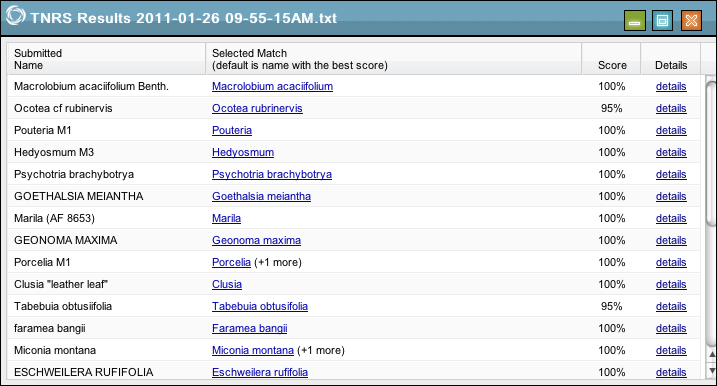 TNRS Results 2011-01-26 09-55-15AM.txt
Submitted Name Selected Match (default is name with the best score) Score Details
Macrolobium acaciifolium Benth. Macrolobium acaciifolium 100% details
Ocotea cf rubinervis Ocotea rubrinervis 95% details
Pouteria M1 Pouteria 100% details
Hedyosmum M3 Hedyosmum 100% details
Psychotria brachybotrya Psychotria brachybotrya 100% details
GOETHALSIA MEIANTHA Goethalsia meiantha 100% details
Marila (AF 8653) Marila 100% details
GEONOMA MAXIMA Geonoma maxima 100% details
Porcelia M1 Porcelia (+1 more) 100% details
Clusia "leather leaf" Clusia 100% details
Tabebuia obtusiifolia Tabebuia obtusifolia 95% details
faramea bangii Faramea bangii 100% details
Miconia montana Miconia montana (+1 more) 100% details
ESCHWEILERA RUFIFOLIA Eschweilera rufifolia 100% details